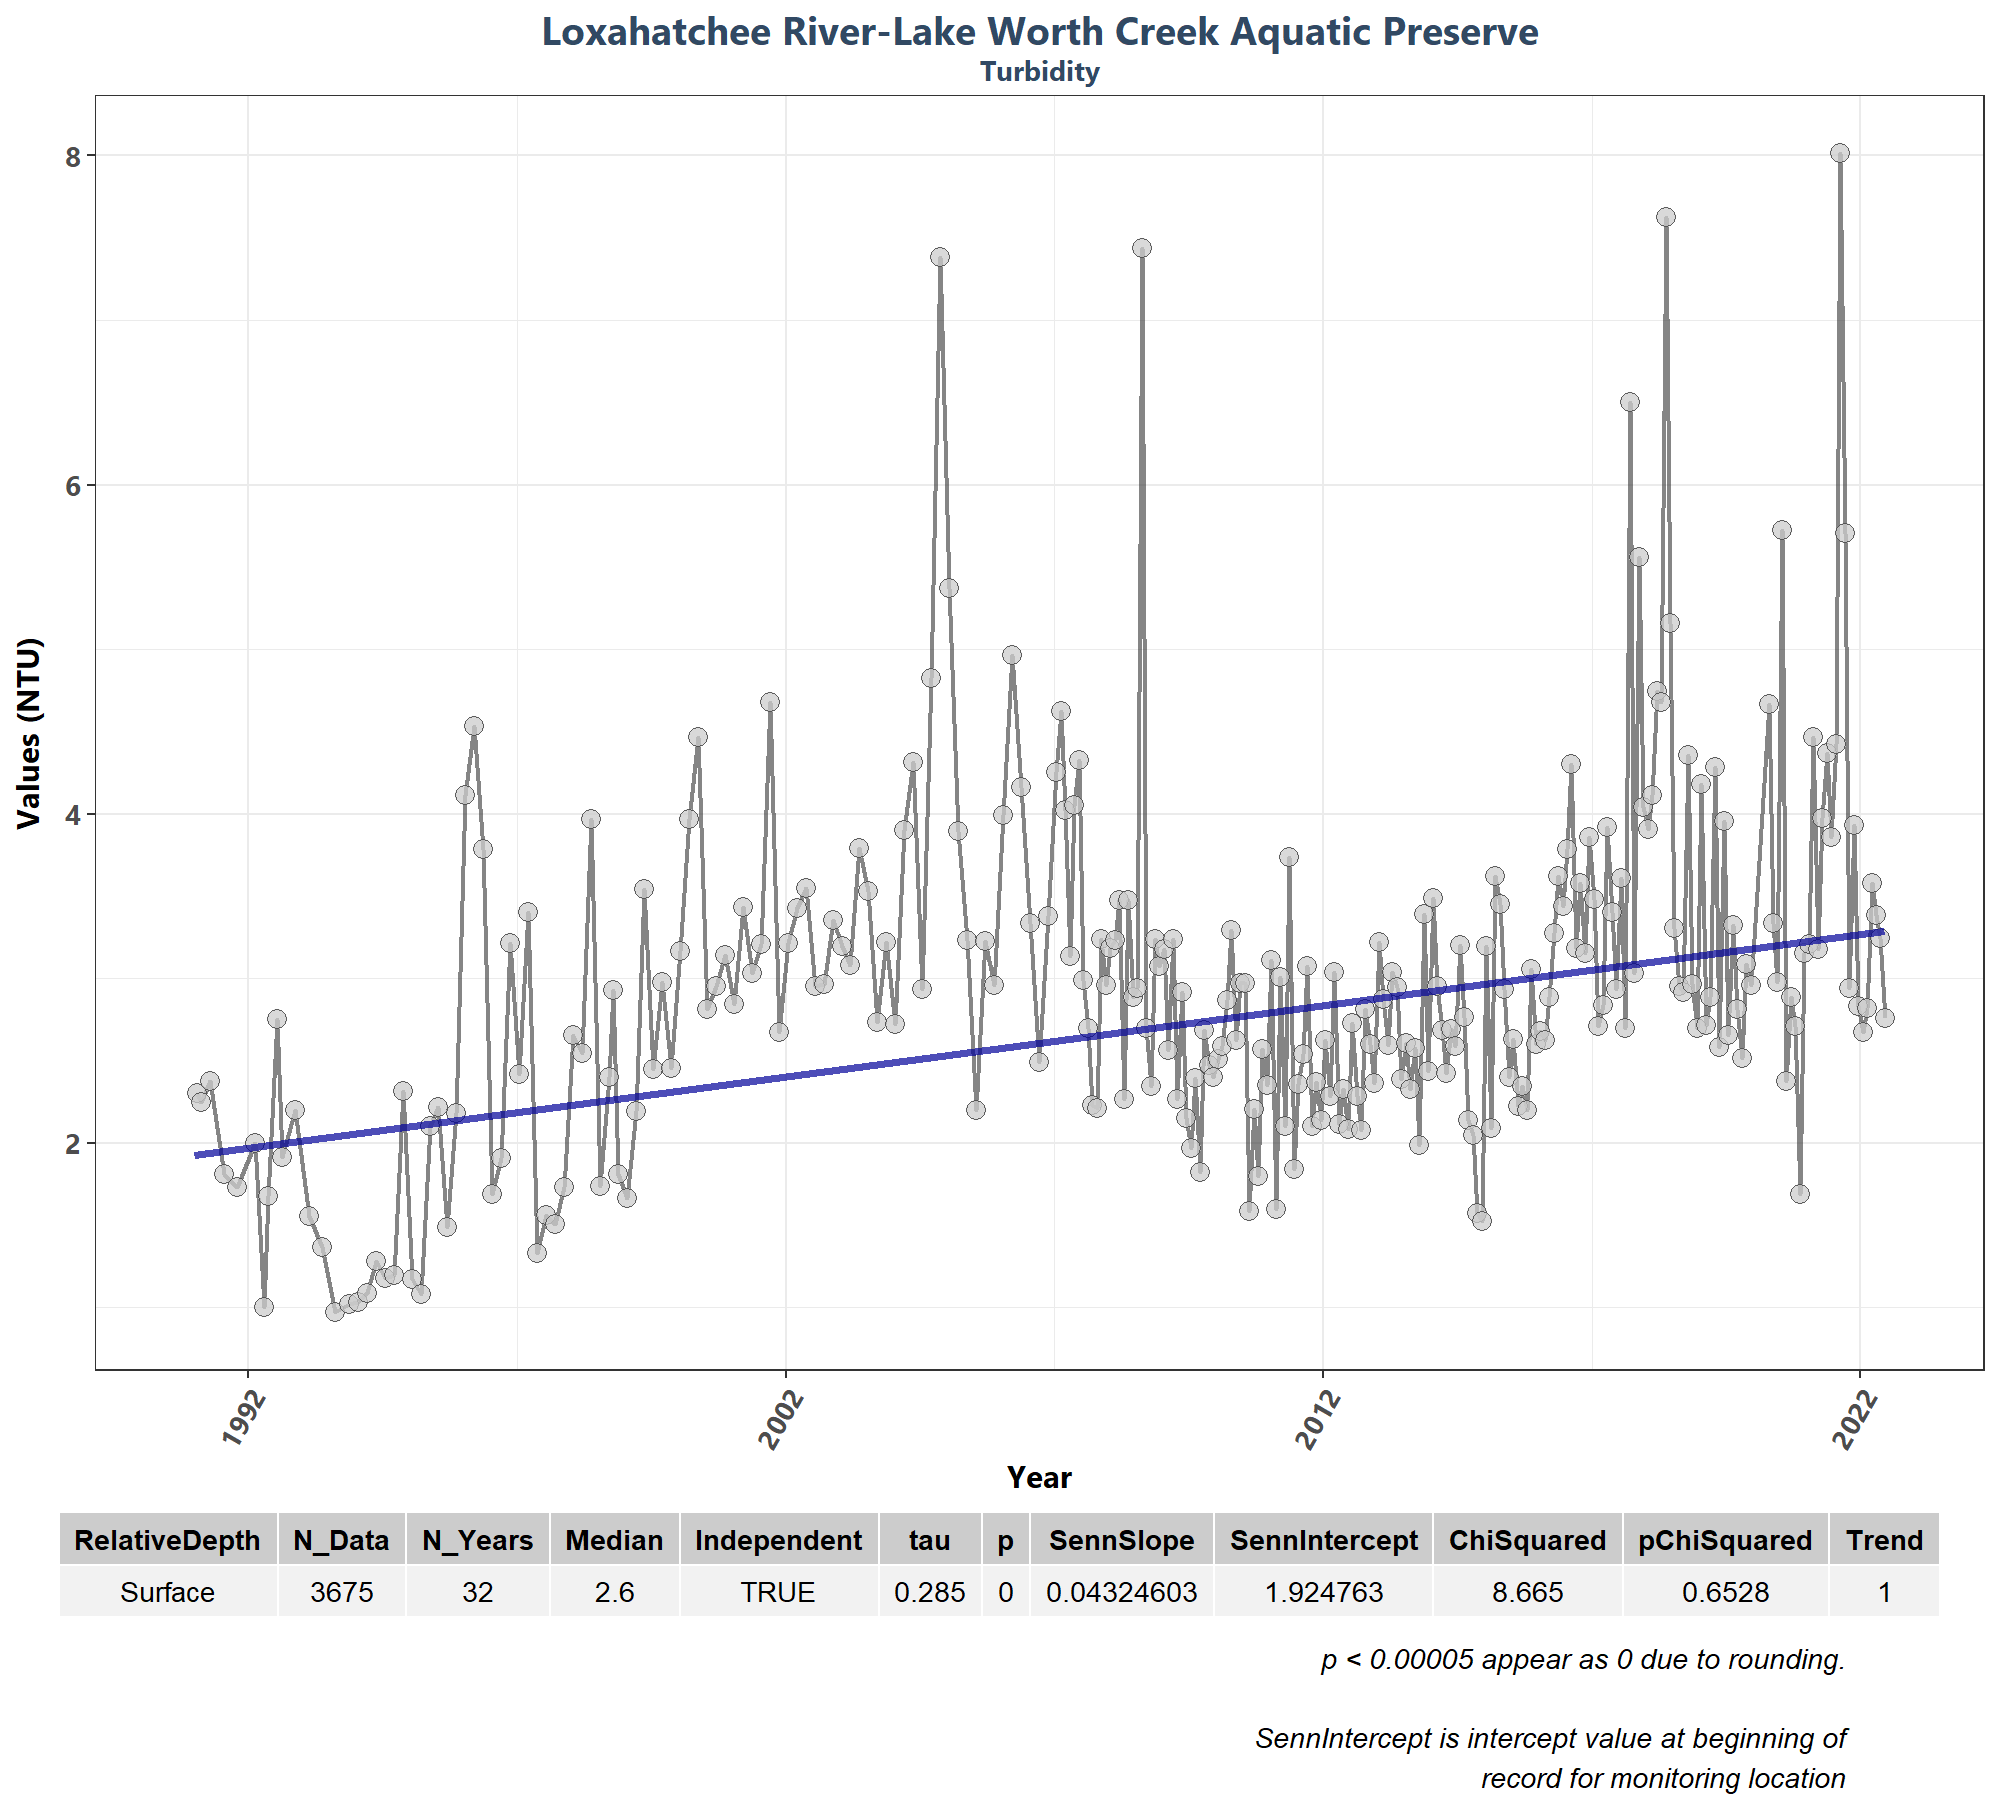 Loxahatchee River-Lake Worth Creek Aquatic Preserve
Turbidity
Values (NTU)
8
6
4
2
1992
2002
2012
2022
Year
RelativeDepth N_Data N_Years Median Independent tau p SennSlope SennIntercept ChiSquared pChiSquared Trend
Surface 3675 32 2.6 TRUE 0.285 0 0.04324603 1.924763 8.665 0.6528 1
p < 0.00005 appear as 0 due to rounding.
SennIntercept is intercept value at beginning of
record for monitoring location